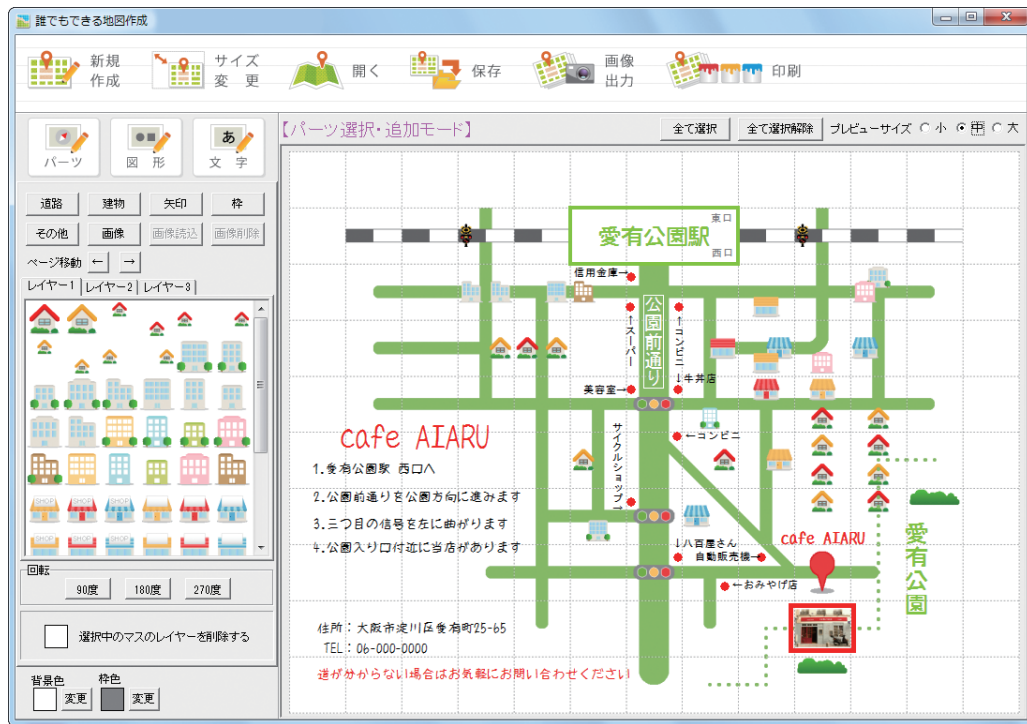 誰でもできる地図作成
新規
作成
サイズ
変更
開く
保存
画像
出力
印刷
パーツ
図形
あ
文字
【パーツ選択・追加モード】
全て選択
全て選択解除
プレビューサイズ
小
中
大
道路
建物
矢印
枠
その他
画像
画像読込
画像削除
ページ移動
←
→
レイヤー1
レイヤー2
レイヤー3
SHOP
SHOP
SHOP
SHOP
SHOP
SHOP
回転
90度
180度
270度
選択中のマスのレイヤーを削除する
背景色
変更
枠色
変更
東口
愛有公園駅
西口
信用金庫→
公園前通り
←スーパー
←コンビニ
↓牛丼店
美容室→
←コンビニ
サイクルショップ→
cafe AIARU
1.愛有公園駅 西口へ
2.公園前通りを公園方向に進みます
3.三つ目の信号を左に曲がります
4.公園入り口付近に当店があります
↓八百屋さん
自動販売機→
←おみやげ店
cafe AIARU
愛有公園
住所：大阪市淀川区愛有町25-65
TEL：06-000-0000
道が分からない場合はお気軽にお問い合わせください